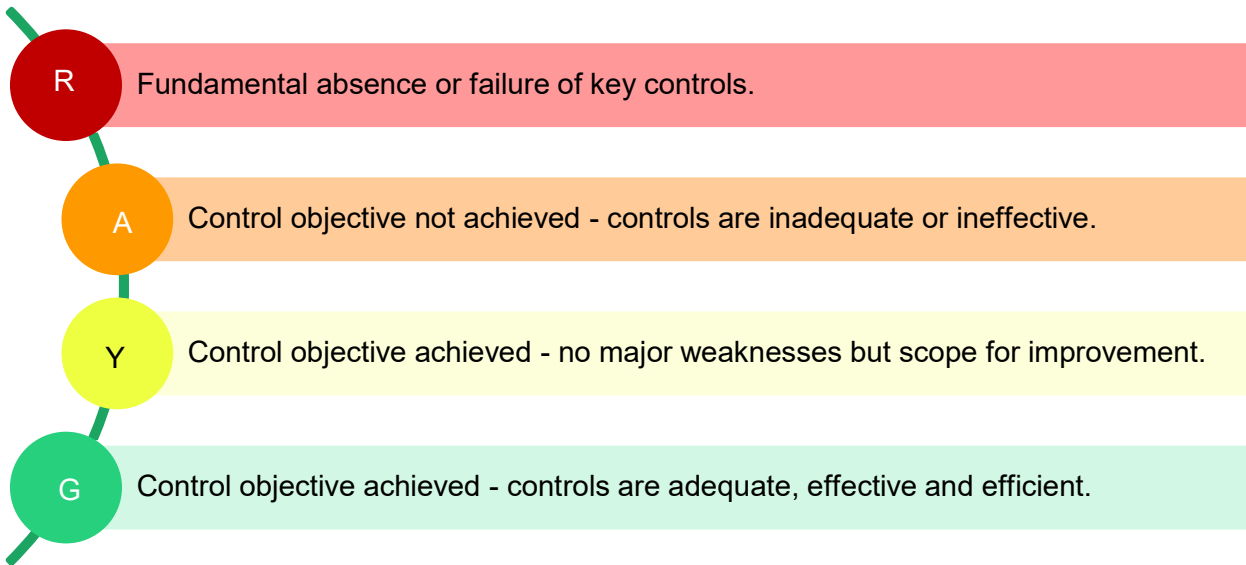 R
Fundamental absence or failure of key controls.
A
Control objective not achieved - controls are inadequate or ineffective.
Y
Control objective achieved - no major weaknesses but scope for improvement.
G
Control objective achieved - controls are adequate, effective and efficient.